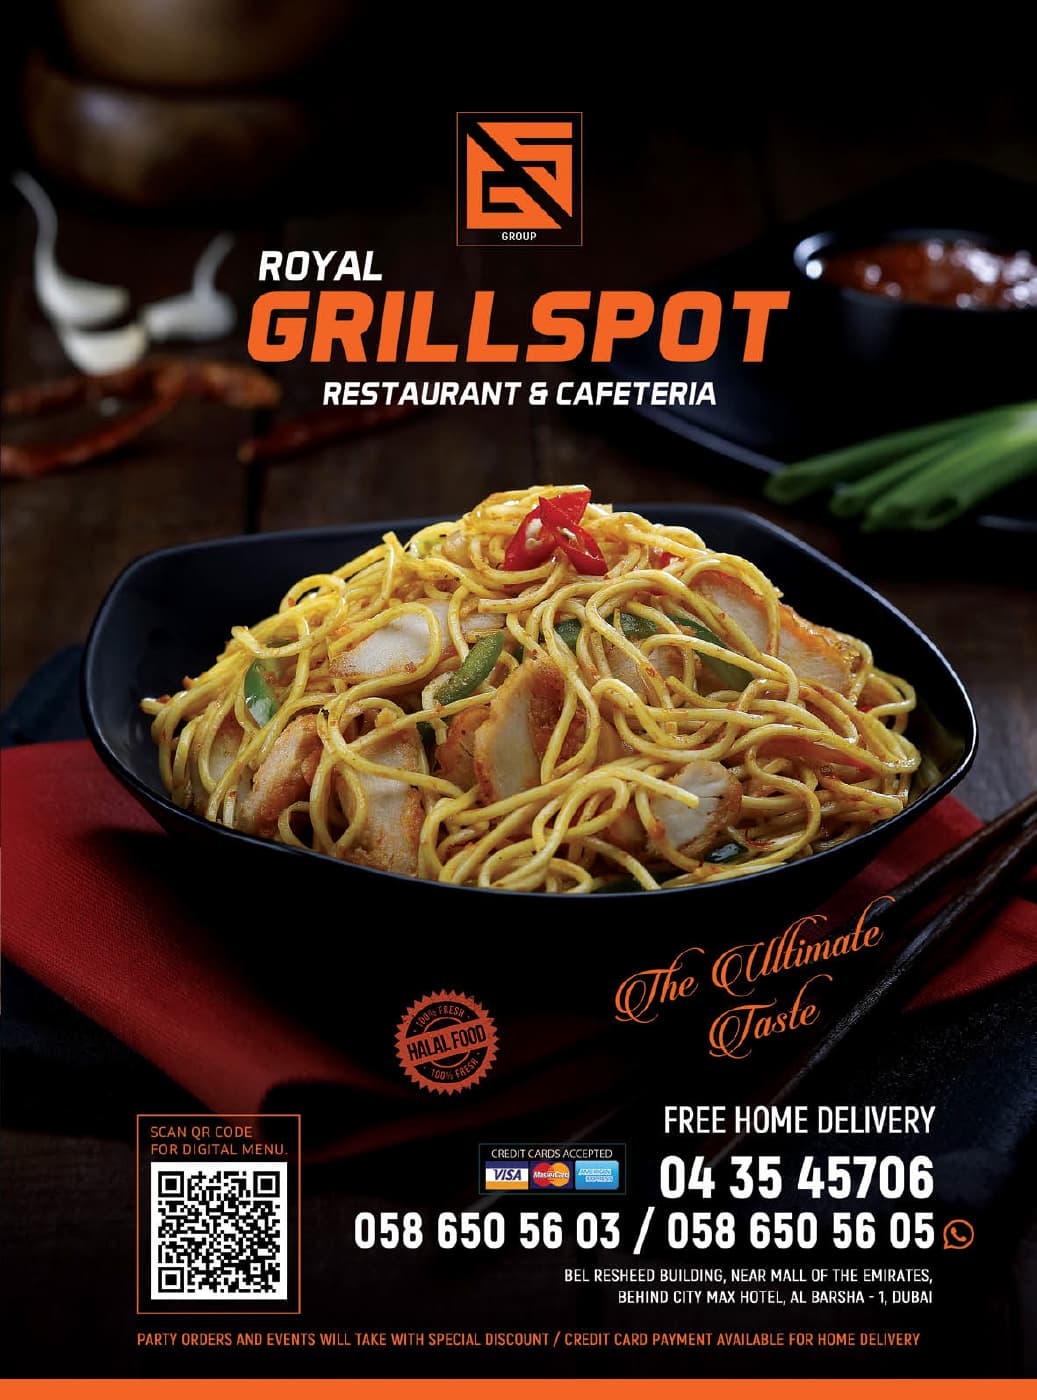 GROUP
ROYAL
GRILLSPOT
RESTAURANT & CAFETERIA
The Ultimate
Taste
100% FRESH
HALAL FOOD
100% FRESH
SCAN QR CODE
FOR DIGITAL MENU.
FREE HOME DELIVERY
CREDIT CARDS ACCEPTED
VISA MasterCard AMERICAN EXPRESS
04 35 45706
058 650 56 03 / 058 650 56 05
BEL RESHEED BUILDING, NEAR MALL OF THE EMIRATES,
BEHIND CITY MAX HOTEL, AL BARSHA - 1, DUBAI
PARTY ORDERS AND EVENTS WILL TAKE WITH SPECIAL DISCOUNT / CREDIT CARD PAYMENT AVAILABLE FOR HOME DELIVERY